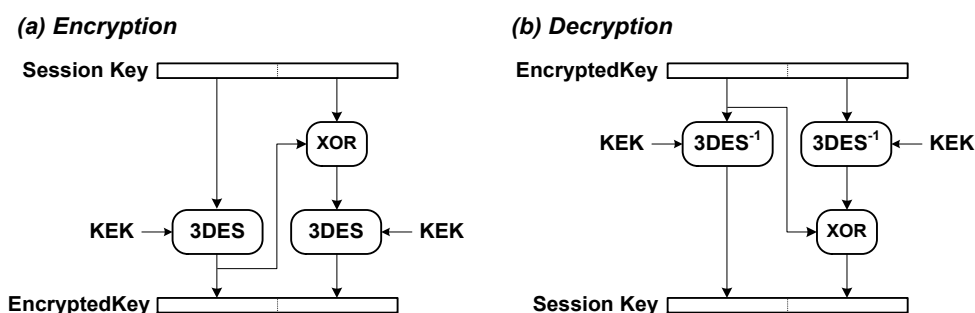 (a) Encryption
Session Key
XOR
KEK
3DES
3DES
KEK
EncryptedKey
(b) Decryption
EncryptedKey
KEK
3DES-1
3DES-1
KEK
XOR
Session Key